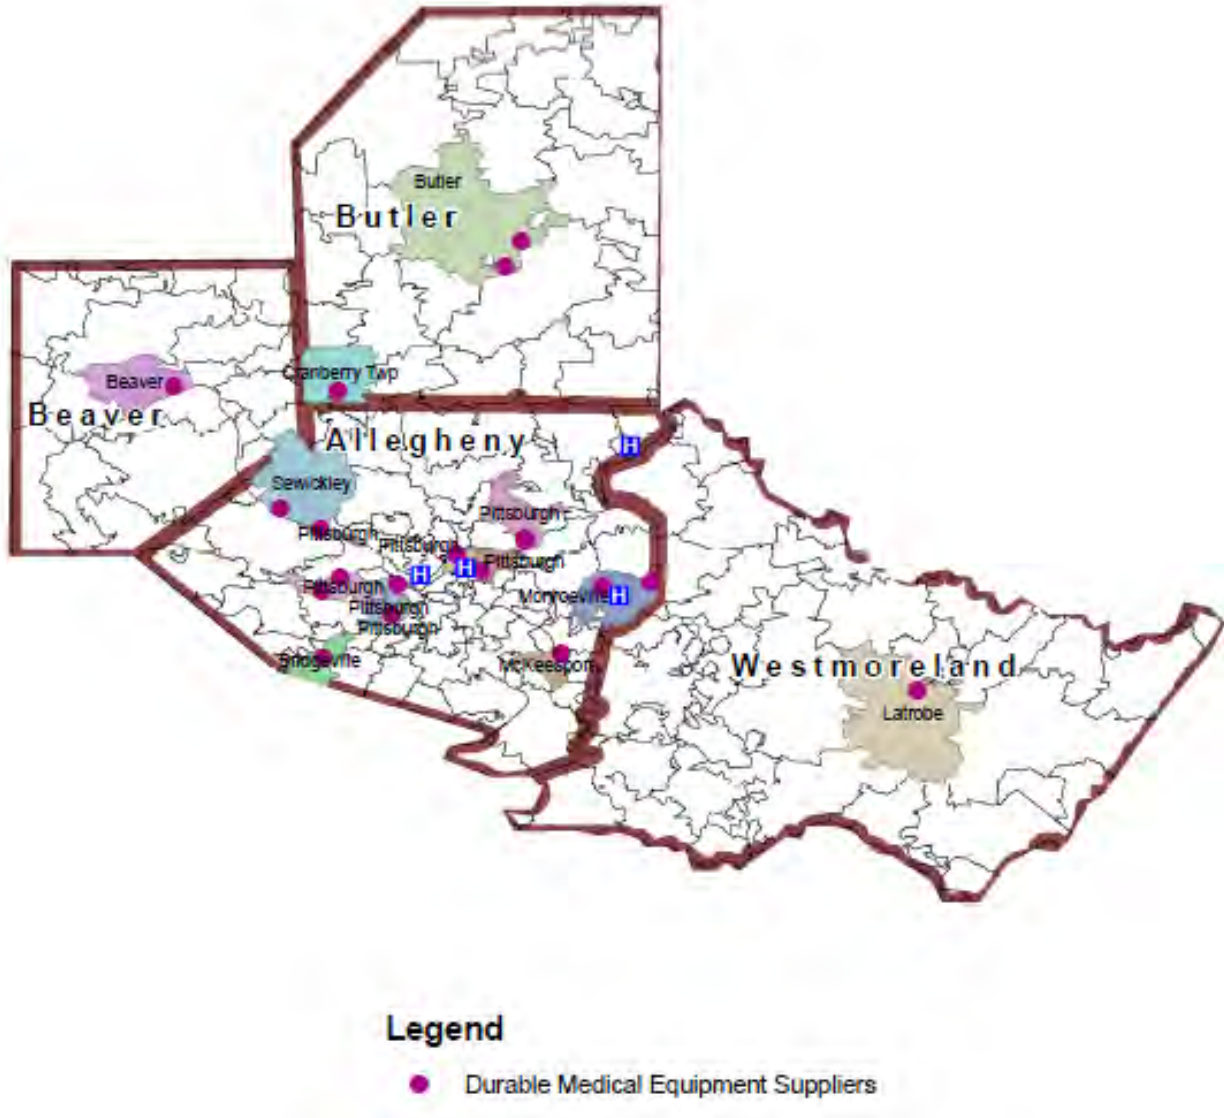 Butler
Butler
Cranberry Twp
Beaver
Beaver
Allegheny
Sewickley
Pittsburgh
Pittsburgh
Pittsburgh
Pittsburgh
H
H
H
Pittsburgh
Pittsburgh
Pittsburgh
Monroeville
H
Bridgeville
McKeesport
Westmoreland
Latrobe
Legend
Durable Medical Equipment Suppliers